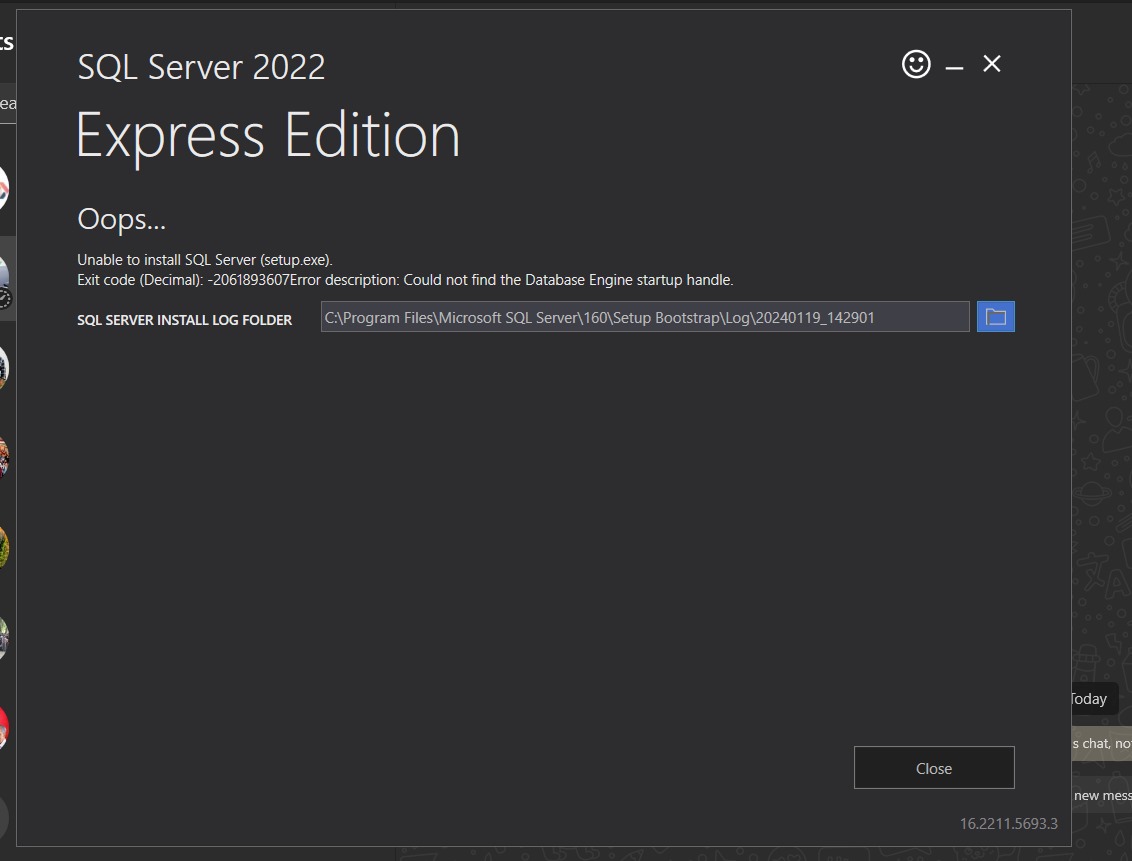 ts
ea
SQL Server 2022
Express Edition
Oops...
Unable to install SQL Server (setup.exe).
Exit code (Decimal): -2061893607Error description: Could not find the Database Engine startup handle.
SQL SERVER INSTALL LOG FOLDER C:\Program Files\Microsoft SQL Server\160\Setup Bootstrap\Log\20240119_142901
Today
s chat, no
new mess
Close
16.2211.5693.3